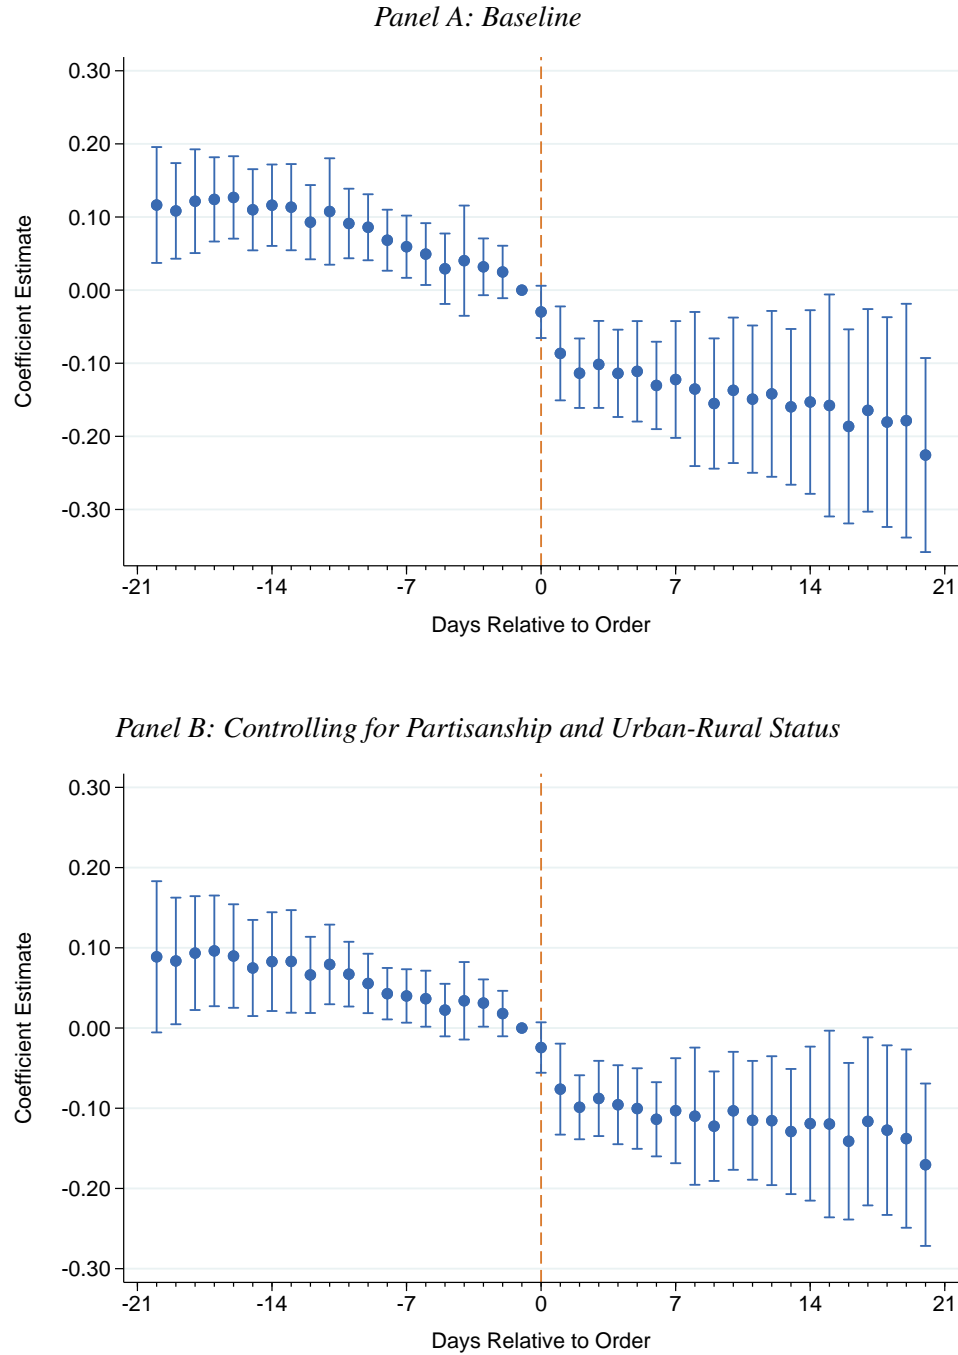 Panel A: Baseline
0.30
0.20
0.10
0.00
-0.10
-0.20
-0.30
Coefficient Estimate
-21 -14 -7 0 7 14 21
Days Relative to Order
Panel B: Controlling for Partisanship and Urban-Rural Status
0.30
0.20
0.10
0.00
-0.10
-0.20
-0.30
Coefficient Estimate
-21 -14 -7 0 7 14 21
Days Relative to Order